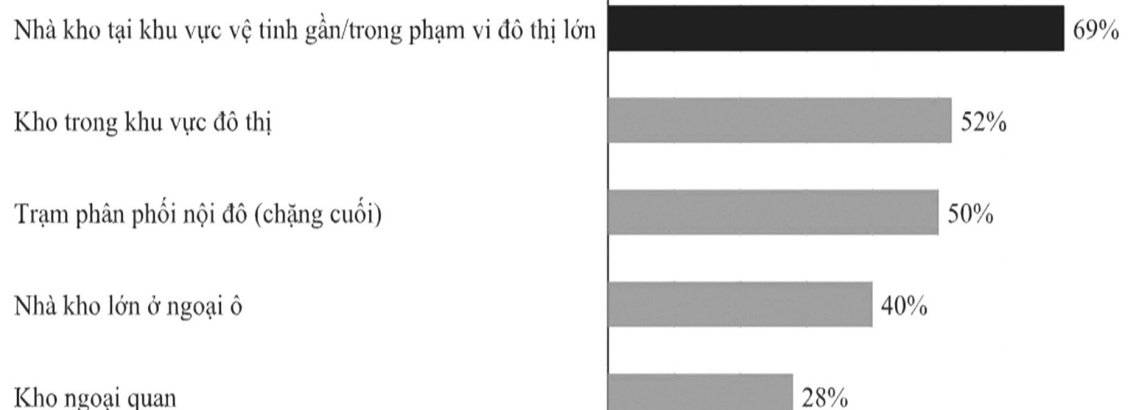 Nhà kho tại khu vực vệ tinh gần/trong phạm vi đô thị lớn 69%
Kho trong khu vực đô thị 52%
Trạm phân phối nội đô (chặng cuối) 50%
Nhà kho lớn ở ngoại ô 40%
Kho ngoại quan 28%